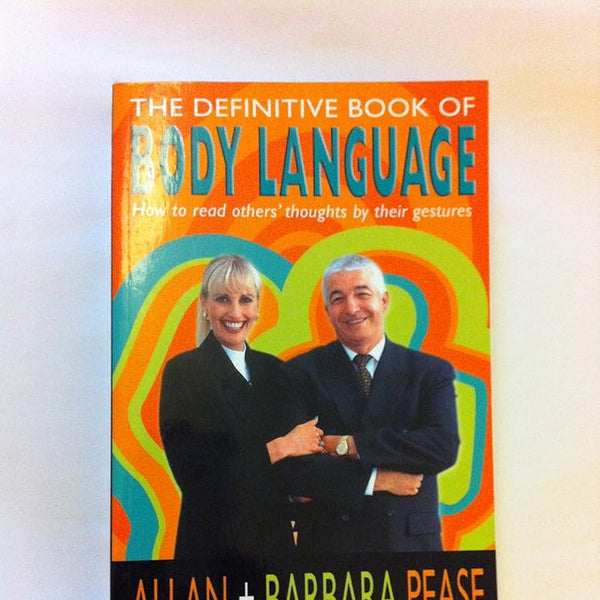 THE DEFINITIVE BOOK OF
BODY LANGUAGE
How to read others' thoughts by their gestures
ALLAN + BARBARA PEASE